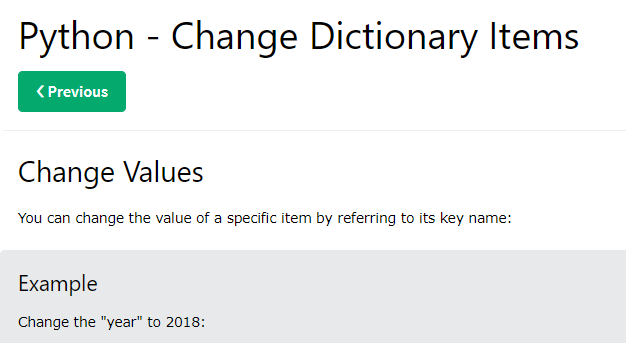 Python - Change Dictionary Items
❮ Previous
Change Values
You can change the value of a specific item by referring to its key name:
Example
Change the "year" to 2018: